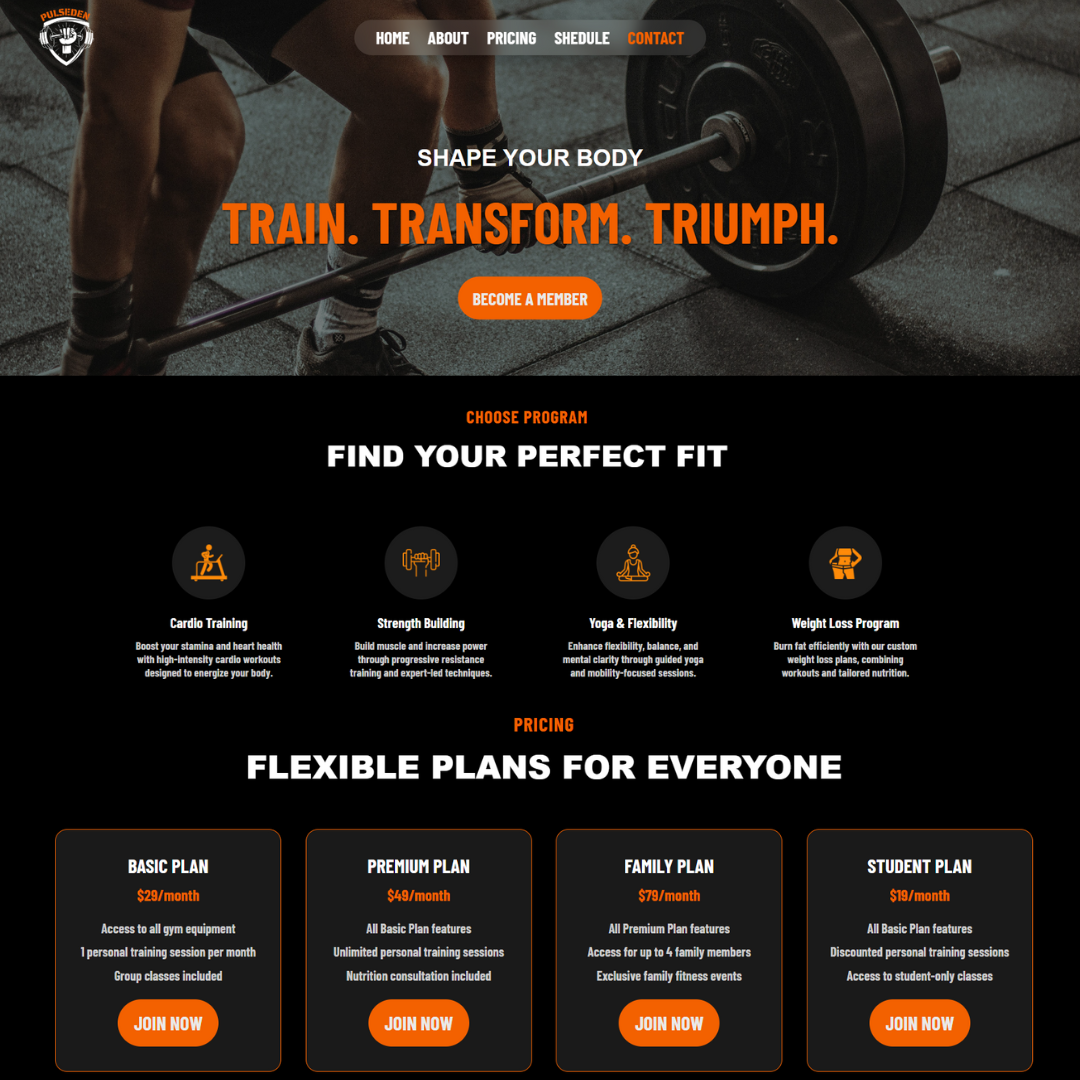 PULSEDEN
HOME ABOUT PRICING SHEDULE CONTACT
SHAPE YOUR BODY
TRAIN. TRANSFORM. TRIUMPH.
BECOME A MEMBER
CHOOSE PROGRAM
FIND YOUR PERFECT FIT
Cardio Training
Boost your stamina and heart health
with high-intensity cardio workouts
designed to energize your body.
Strength Building
Build muscle and increase power
through progressive resistance
training and expert-led techniques.
Yoga & Flexibility
Enhance flexibility, balance, and
mental clarity through guided yoga
and mobility-focused sessions.
Weight Loss Program
Burn fat efficiently with our custom
weight loss plans, combining
workouts and tailored nutrition.
PRICING
FLEXIBLE PLANS FOR EVERYONE
BASIC PLAN
$29/month
Access to all gym equipment
1 personal training session per month
Group classes included
JOIN NOW
PREMIUM PLAN
$49/month
All Basic Plan features
Unlimited personal training sessions
Nutrition consultation included
JOIN NOW
FAMILY PLAN
$79/month
All Premium Plan features
Access for up to 4 family members
Exclusive family fitness events
JOIN NOW
STUDENT PLAN
$19/month
All Basic Plan features
Discounted personal training sessions
Access to student-only classes
JOIN NOW